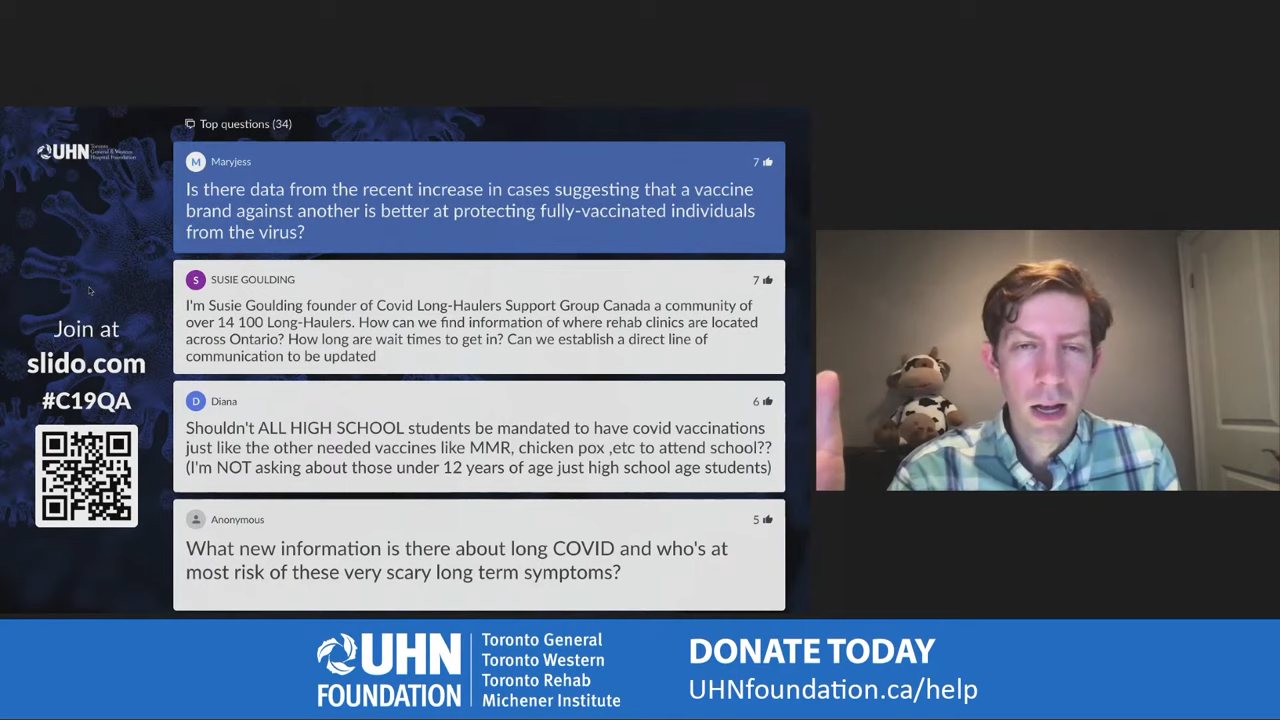 Top questions (34)
UHN
Toronto
General & Western
Hospital Foundation
M Maryjess 7
Is there data from the recent increase in cases suggesting that a vaccine
brand against another is better at protecting fully-vaccinated individuals
from the virus?
S SUSIE GOULDING 7
I'm Susie Goulding founder of Covid Long-Haulers Support Group Canada a community of
over 14 100 Long-Haulers. How can we find information of where rehab clinics are located
across Ontario? How long are wait times to get in? Can we establish a direct line of
communication to be updated
Join at
slido.com
#C19QA
D Diana 6
Shouldn't ALL HIGH SCHOOL students be mandated to have covid vaccinations
just like the other needed vaccines like MMR, chicken pox ,etc to attend school??
(I'm NOT asking about those under 12 years of age just high school age students)
Anonymous 5
What new information is there about long COVID and who's at
most risk of these very scary long term symptoms?
UHN
FOUNDATION
Toronto General
Toronto Western
Toronto Rehab
Michener Institute
DONATE TODAY
UHNfoundation.ca/help